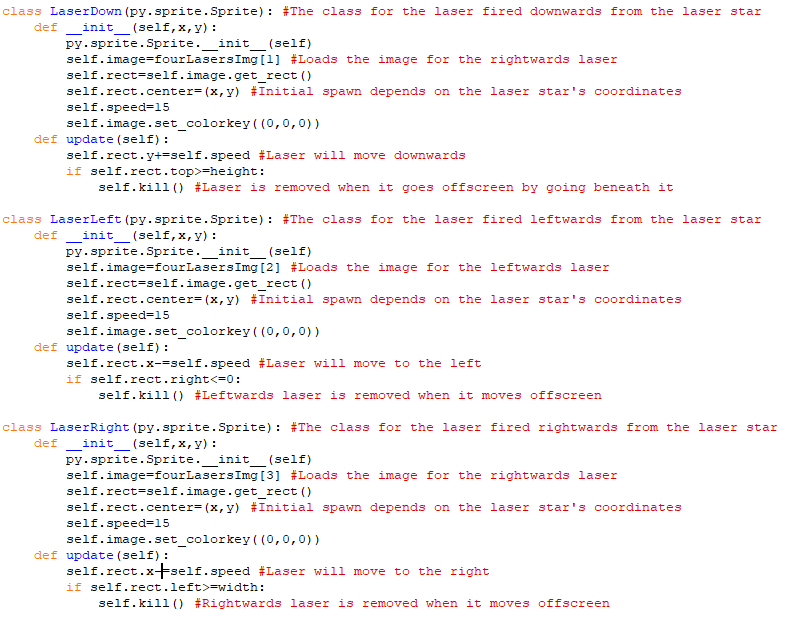 class LaserDown(py.sprite.Sprite): #The class for the laser fired downwards from the laser star
    def __init__(self,x,y):
        py.sprite.Sprite.__init__(self)
        self.image=fourLasersImg[1] #Loads the image for the rightwards laser
        self.rect=self.image.get_rect()
        self.rect.center=(x,y) #Initial spawn depends on the laser star's coordinates
        self.speed=15
        self.image.set_colorkey((0,0,0))
    def update(self):
        self.rect.y+=self.speed #Laser will move downwards
        if self.rect.top>=height:
            self.kill() #Laser is removed when it goes offscreen by going beneath it

class LaserLeft(py.sprite.Sprite): #The class for the laser fired leftwards from the laser star
    def __init__(self,x,y):
        py.sprite.Sprite.__init__(self)
        self.image=fourLasersImg[2] #Loads the image for the leftwards laser
        self.rect=self.image.get_rect()
        self.rect.center=(x,y) #Initial spawn depends on the laser star's coordinates
        self.speed=15
        self.image.set_colorkey((0,0,0))
    def update(self):
        self.rect.x-=self.speed #Laser will move to the left
        if self.rect.right<=0:
            self.kill() #Leftwards laser is removed when it moves offscreen

class LaserRight(py.sprite.Sprite): #The class for the laser fired rightwards from the laser star
    def __init__(self,x,y):
        py.sprite.Sprite.__init__(self)
        self.image=fourLasersImg[3] #Loads the image for the rightwards laser
        self.rect=self.image.get_rect()
        self.rect.center=(x,y) #Initial spawn depends on the laser star's coordinates
        self.speed=15
        self.image.set_colorkey((0,0,0))
    def update(self):
        self.rect.x+=self.speed #Laser will move to the right
        if self.rect.left>=width:
            self.kill() #Rightwards laser is removed when it moves offscreen